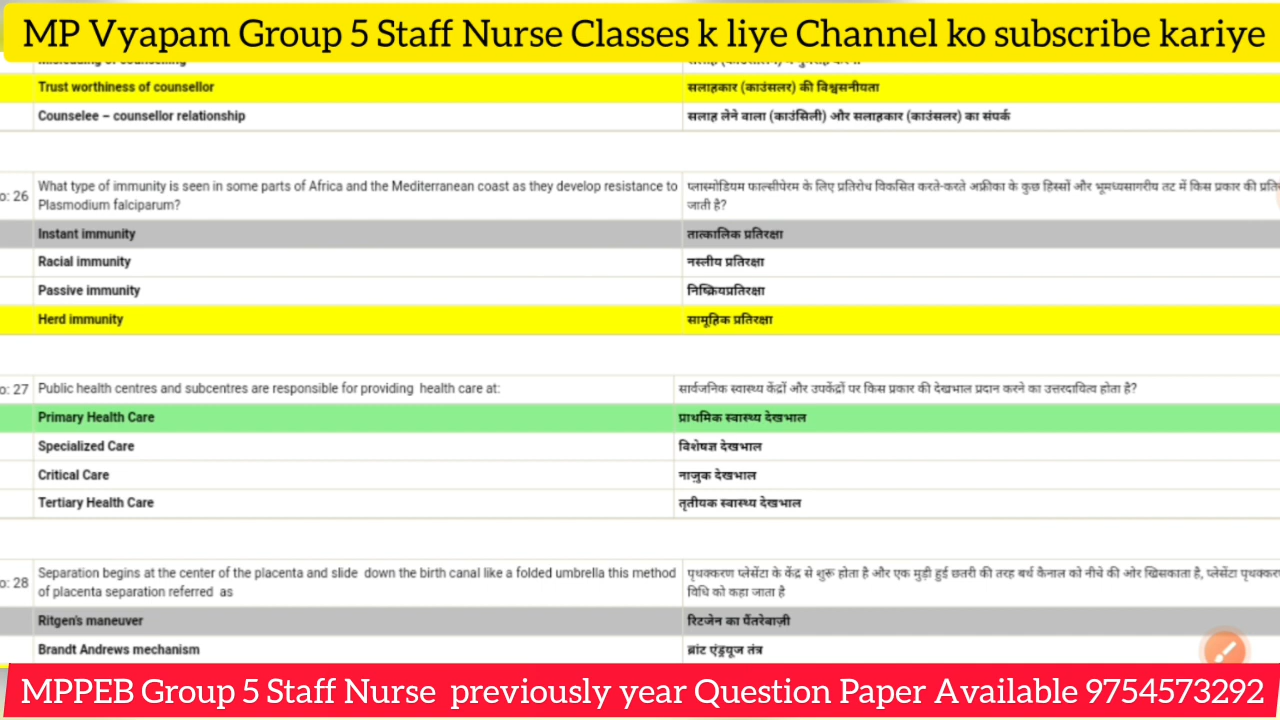 MP Vyapam Group 5 Staff Nurse Classes k liye Channel ko subscribe kariye
Trust worthiness of counsellor
सलाहकार (काउंसलर) की विश्वसनीयता
Counselee – counsellor relationship
सलाह लेने वाला (काउंसिली) और सलाहकार (काउंसलर) का संपर्क
o: 26
What type of immunity is seen in some parts of Africa and the Mediterranean coast as they develop resistance to
Plasmodium falciparum?
प्लास्मोडियम फाल्सीपेरम के लिए प्रतिरोध विकसित करते-करते अफ्रीका के कुछ हिस्सों और भूमध्यसागरीय तट में किस प्रकार की
जाती है?
Instant immunity
तात्कालिक प्रतिरक्षा
Racial immunity
नस्लीय प्रतिरक्षा
Passive immunity
निष्क्रियप्रतिरक्षा
Herd immunity
सामूहिक प्रतिरक्षा
o: 27
Public health centres and subcentres are responsible for providing health care at:
सार्वजनिक स्वास्थ्य केंद्रों और उपकेंद्रों पर किस प्रकार की देखभाल प्रदान करने का उत्तरदायित्व होता है?
Primary Health Care
प्राथमिक स्वास्थ्य देखभाल
Specialized Care
विशेषज्ञ देखभाल
Critical Care
नाजुक देखभाल
Tertiary Health Care
तृतीयक स्वास्थ्य देखभाल
o: 28
Separation begins at the center of the placenta and slide down the birth canal like a folded umbrella this method
of placenta separation referred as
पृथक्करण प्लेसेंटा के केंद्र से शुरू होता है और एक मुड़ी हुई छतरी की तरह बर्थ कैनाल को नीचे की ओर खिसकाता है, प्लेसेंटा
विधि को कहा जाता है
Ritgen's maneuver
रिटजेन का पैंतरेबाज़ी
Brandt Andrews mechanism
ब्रांट एंड्रयूज तंत्र
MPPEB Group 5 Staff Nurse previously year Question Paper Available 9754573292